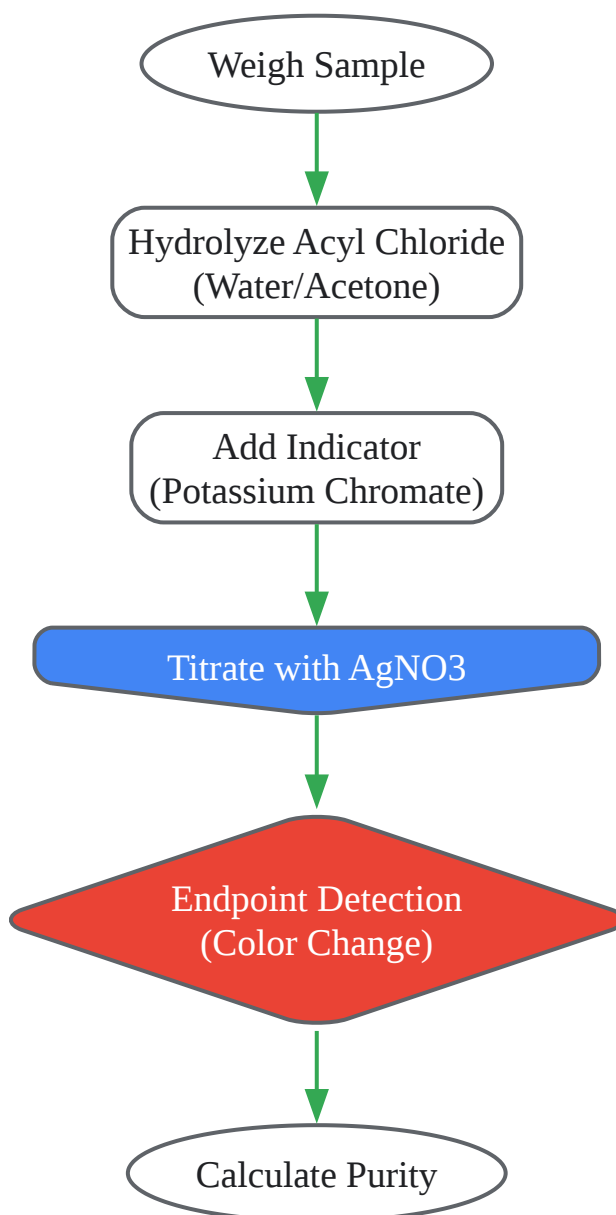 Weigh Sample
Hydrolyze Acyl Chloride
(Water/Acetone)
Add Indicator
(Potassium Chromate)
Titrate with AgNO3
Endpoint Detection
(Color Change)
Calculate Purity